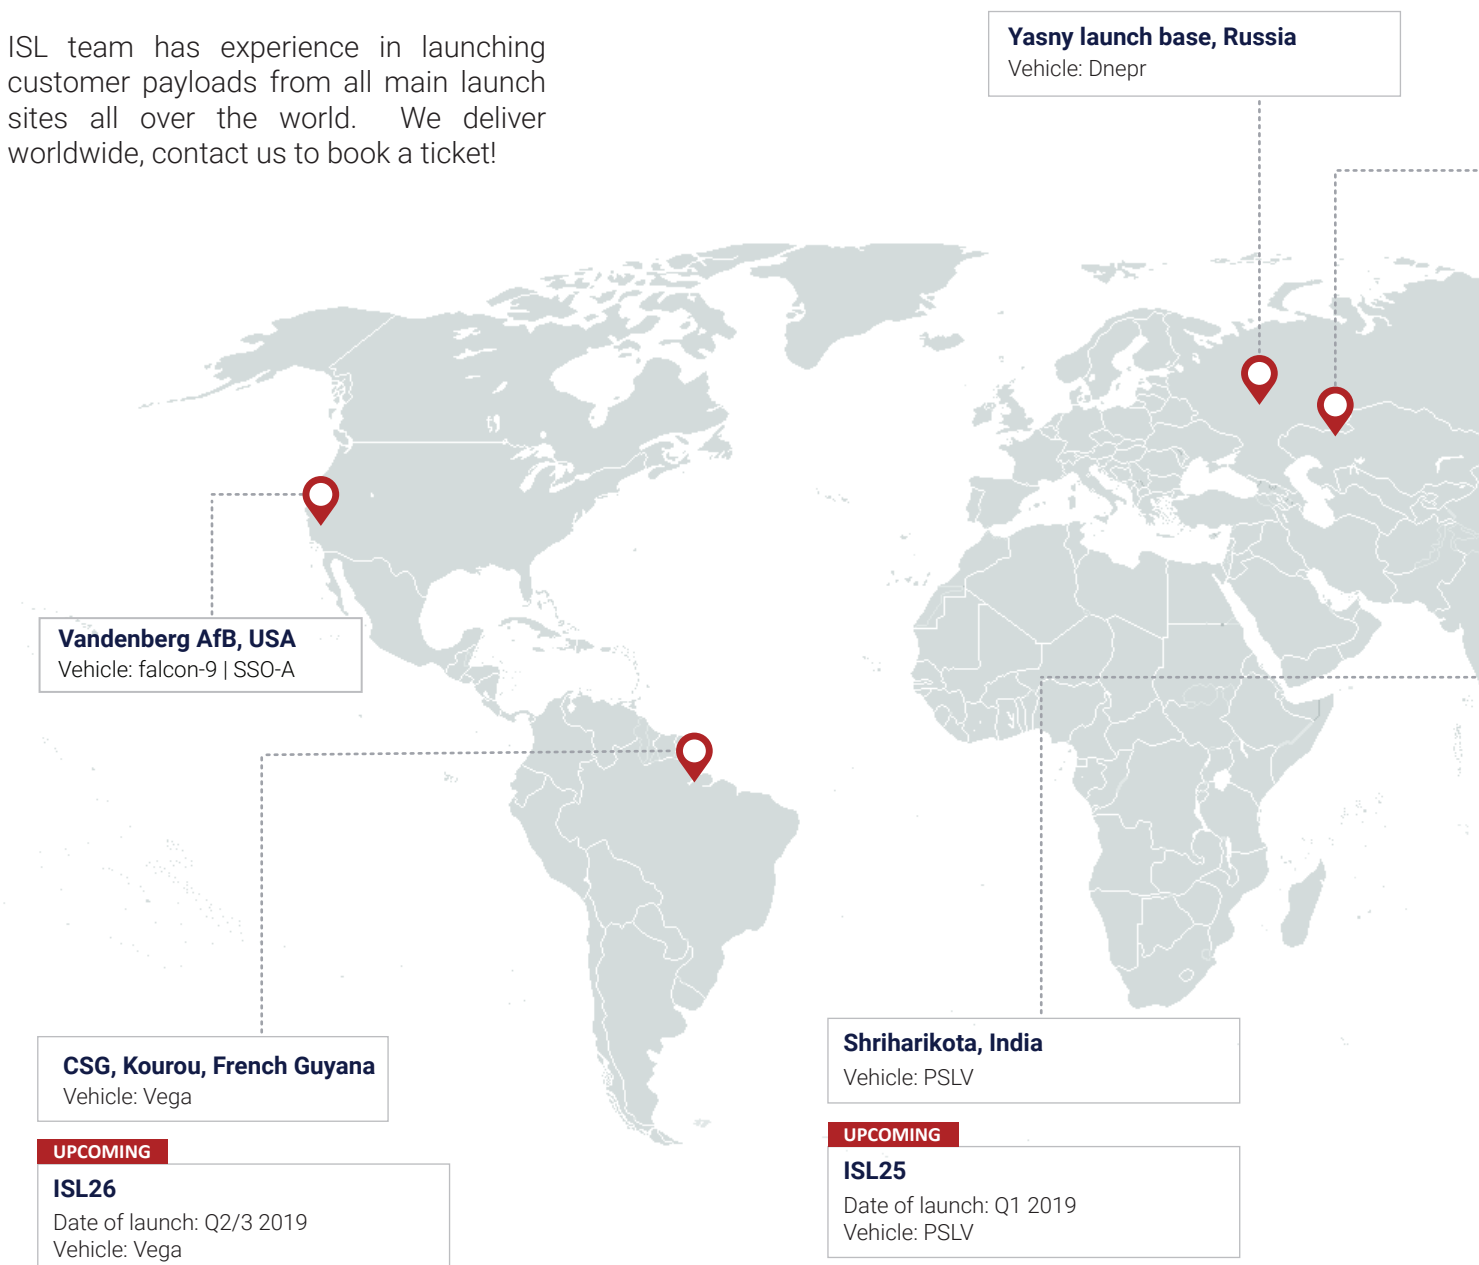 ISL team has experience in launching
customer payloads from all main launch
sites all over the world. We deliver
worldwide, contact us to book a ticket!
Yasny launch base, Russia
Vehicle: Dnepr
Vandenberg AfB, USA
Vehicle: falcon-9 | SSO-A
CSG, Kourou, French Guyana
Vehicle: Vega
UPCOMING
ISL26
Date of launch: Q2/3 2019
Vehicle: Vega
Shriharikota, India
Vehicle: PSLV
UPCOMING
ISL25
Date of launch: Q1 2019
Vehicle: PSLV